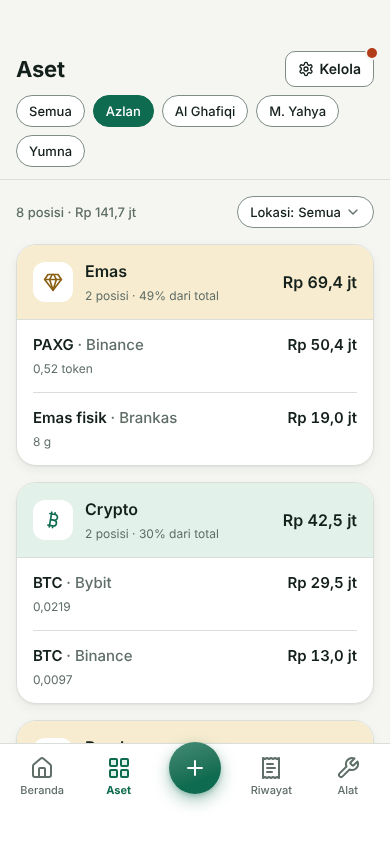 Aset
Kelola
Semua
Azlan
Al Ghafiqi
M. Yahya
Yumna
8 posisi · Rp 141,7 jt
Lokasi: Semua
Emas
2 posisi · 49% dari total
Rp 69,4 jt
PAXG · Binance
Rp 50,4 jt
0,52 token
Emas fisik · Brankas
Rp 19,0 jt
8 g
Crypto
2 posisi · 30% dari total
Rp 42,5 jt
BTC · Bybit
Rp 29,5 jt
0,0219
BTC · Binance
Rp 13,0 jt
0,0097
Beranda
Aset
Riwayat
Alat